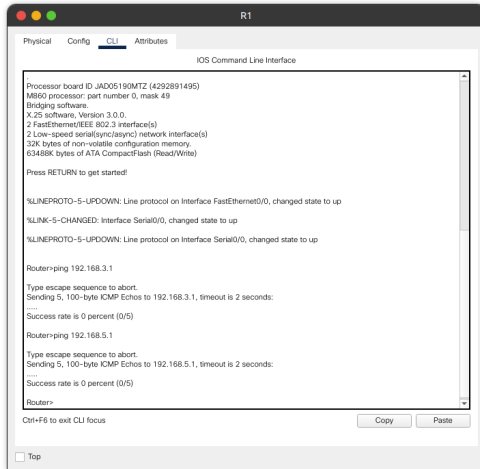 R1
Physical Config CLI Attributes
IOS Command Line Interface
.
Processor board ID JAD05190MTZ (4292891495)
M860 processor: part number 0, mask 49
Bridging software.
X.25 software, Version 3.0.0.
2 FastEthernet/IEEE 802.3 interface(s)
2 Low-speed serial(sync/async) network interface(s)
32K bytes of non-volatile configuration memory.
63488K bytes of ATA CompactFlash (Read/Write)
Press RETURN to get started!
%LINEPROTO-5-UPDOWN: Line protocol on Interface FastEthernet0/0, changed state to up
%LINK-5-CHANGED: Interface Serial0/0, changed state to up
%LINEPROTO-5-UPDOWN: Line protocol on Interface Serial0/0, changed state to up
Router>ping 192.168.3.1
Type escape sequence to abort.
Sending 5, 100-byte ICMP Echos to 192.168.3.1, timeout is 2 seconds:
.....
Success rate is 0 percent (0/5)
Router>ping 192.168.5.1
Type escape sequence to abort.
Sending 5, 100-byte ICMP Echos to 192.168.5.1, timeout is 2 seconds:
.....
Success rate is 0 percent (0/5)
Router>
Ctrl+F6 to exit CLI focus
Copy Paste
Top